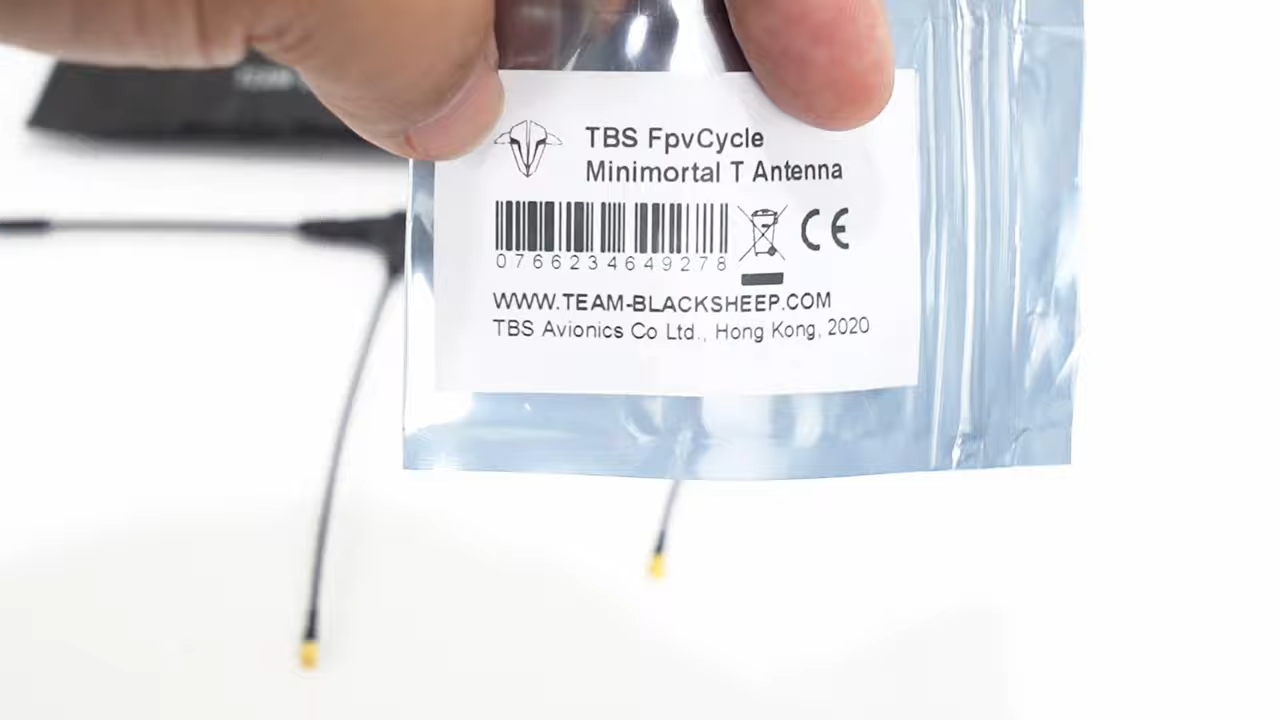 TBS FpvCycle
Minimortal T Antenna
0766234649278
CE
WWW.TEAM-BLACKSHEEP.COM
TBS Avionics Co Ltd., Hong Kong, 2020